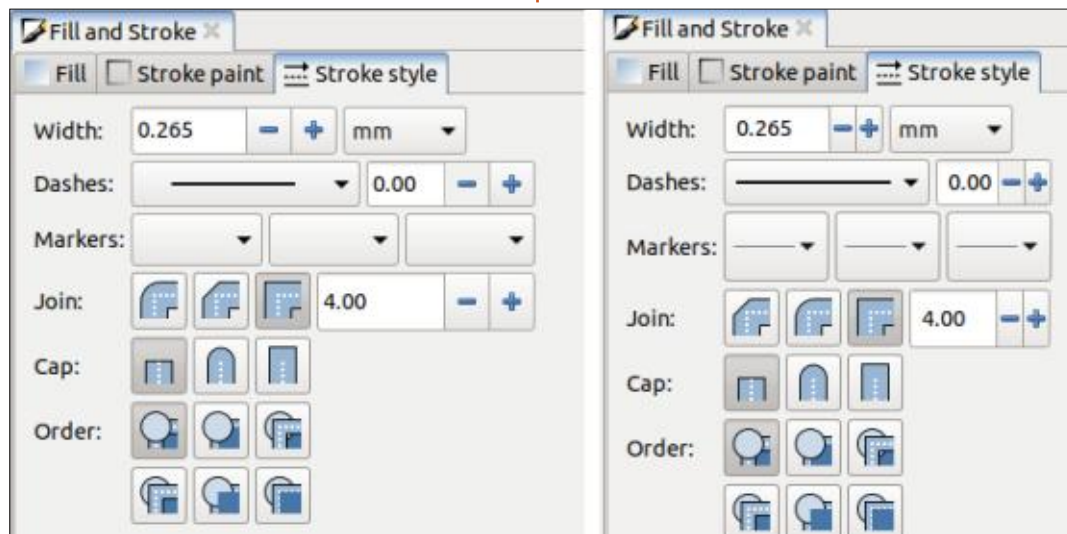 Fill and Stroke
Fill Stroke paint Stroke style
Width: 0.265 mm
Dashes: 0.00
Markers:
Join: 4.00
Cap:
Order:
Fill and Stroke
Fill Stroke paint Stroke style
Width: 0.265 mm
Dashes: 0.00
Markers:
Join: 4.00
Cap:
Order: